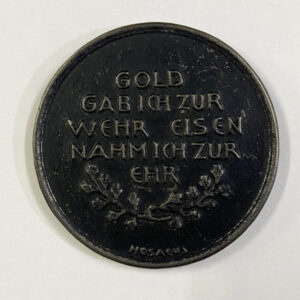 GOLD
GAB ICH ZUR
WEHR EISEN
NAHM ICH ZUR
EHR